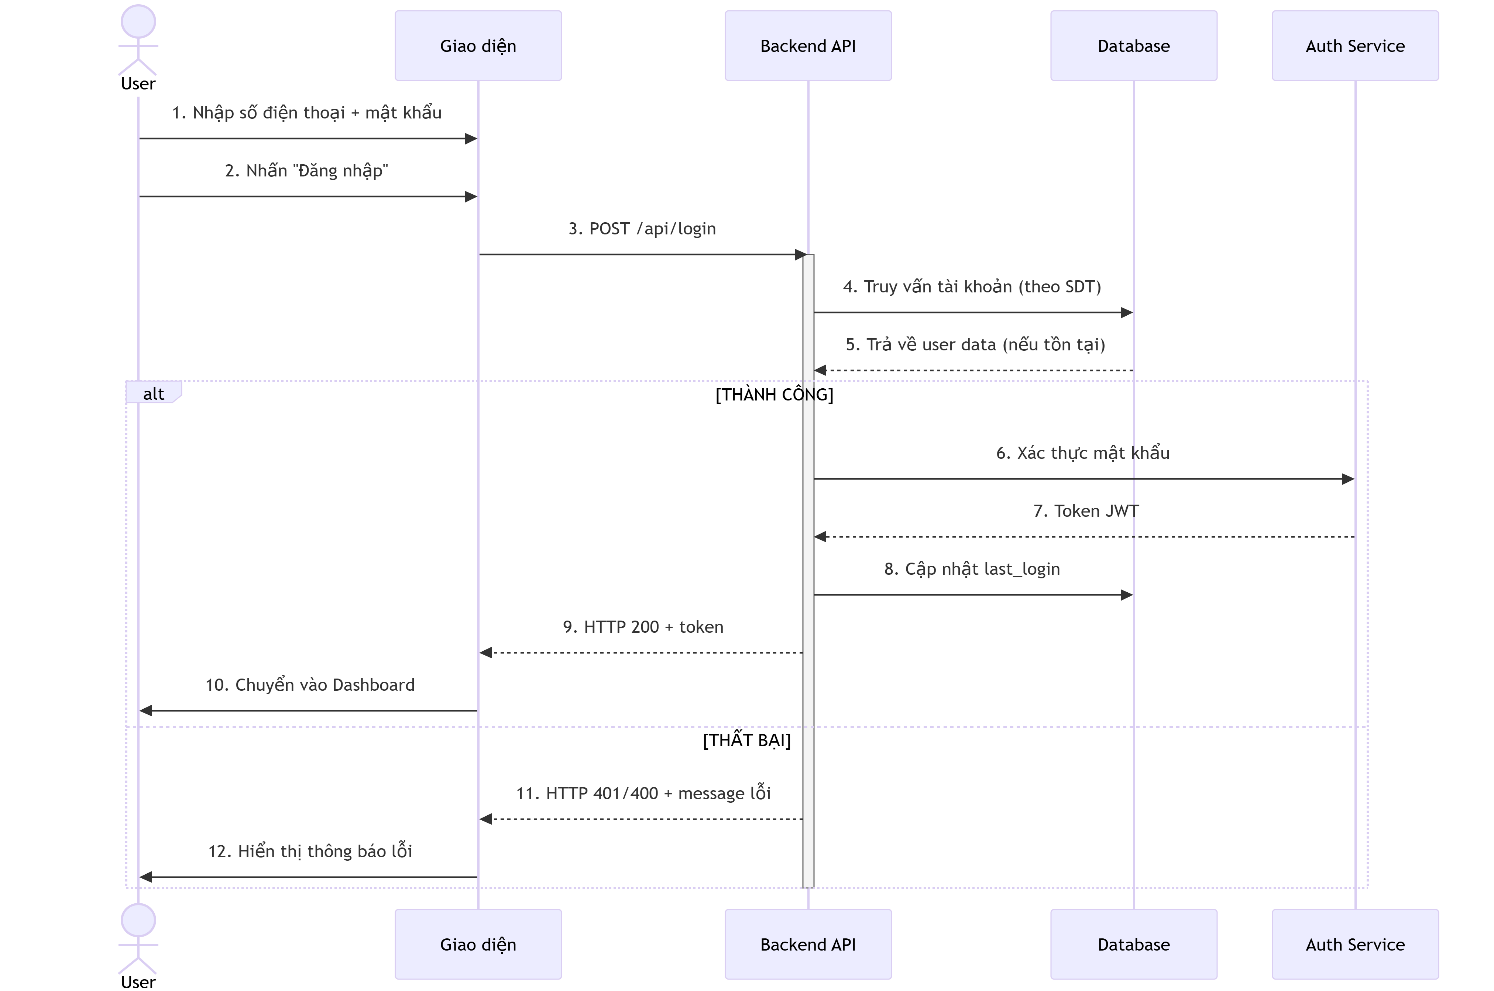 User
Giao diện
Backend API
Database
Auth Service
1. Nhập số điện thoại + mật khẩu
2. Nhấn "Đăng nhập"
3. POST /api/login
4. Truy vấn tài khoản (theo SDT)
5. Trả về user data (nếu tồn tại)
alt
[THÀNH CÔNG]
6. Xác thực mật khẩu
7. Token JWT
8. Cập nhật last_login
9. HTTP 200 + token
10. Chuyển vào Dashboard
[THẤT BẠI]
11. HTTP 401/400 + message lỗi
12. Hiển thị thông báo lỗi
User
Giao diện
Backend API
Database
Auth Service